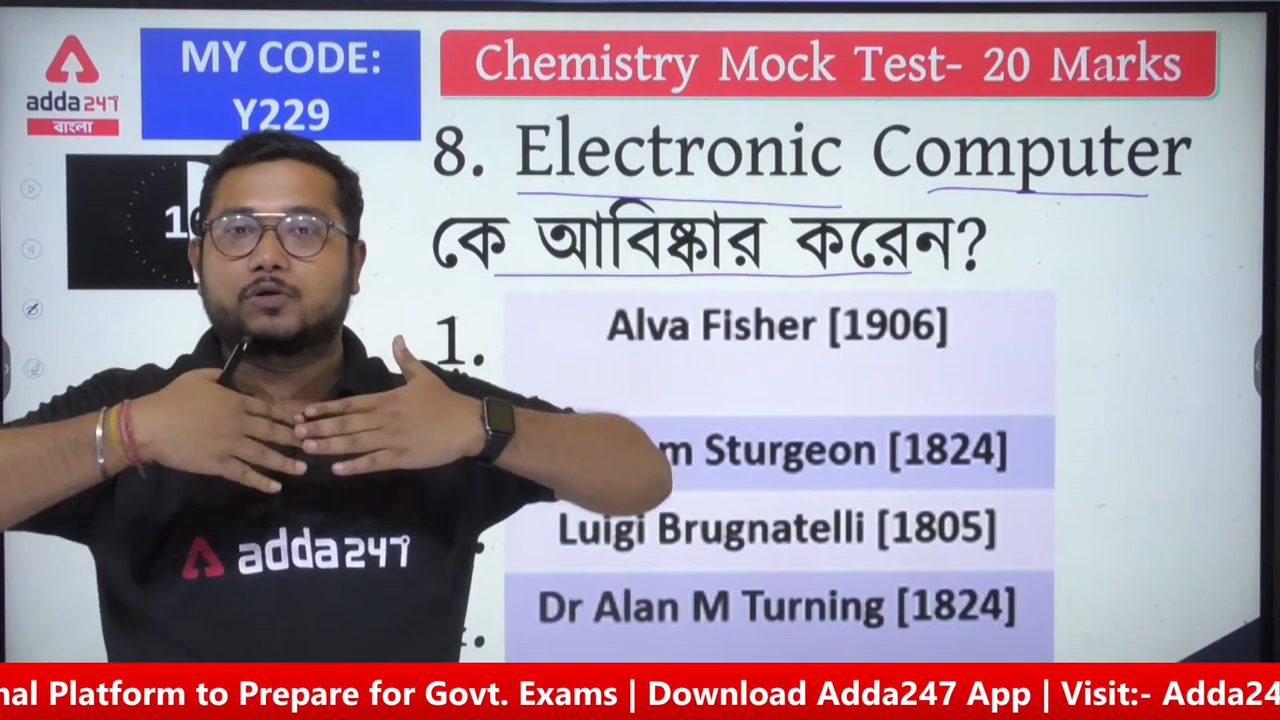 adda247
বাংলা
MY CODE:
Y229
Chemistry Mock Test- 20 Marks
8. Electronic Computer
কে আবিষ্কার করেন?
1. Alva Fisher [1906]
Sturgeon [1824]
Luigi Brugnatelli [1805]
Dr Alan M Turning [1824]
adda247
Platform to Prepare for Govt. Exams | Download Adda247 App | Visit:-